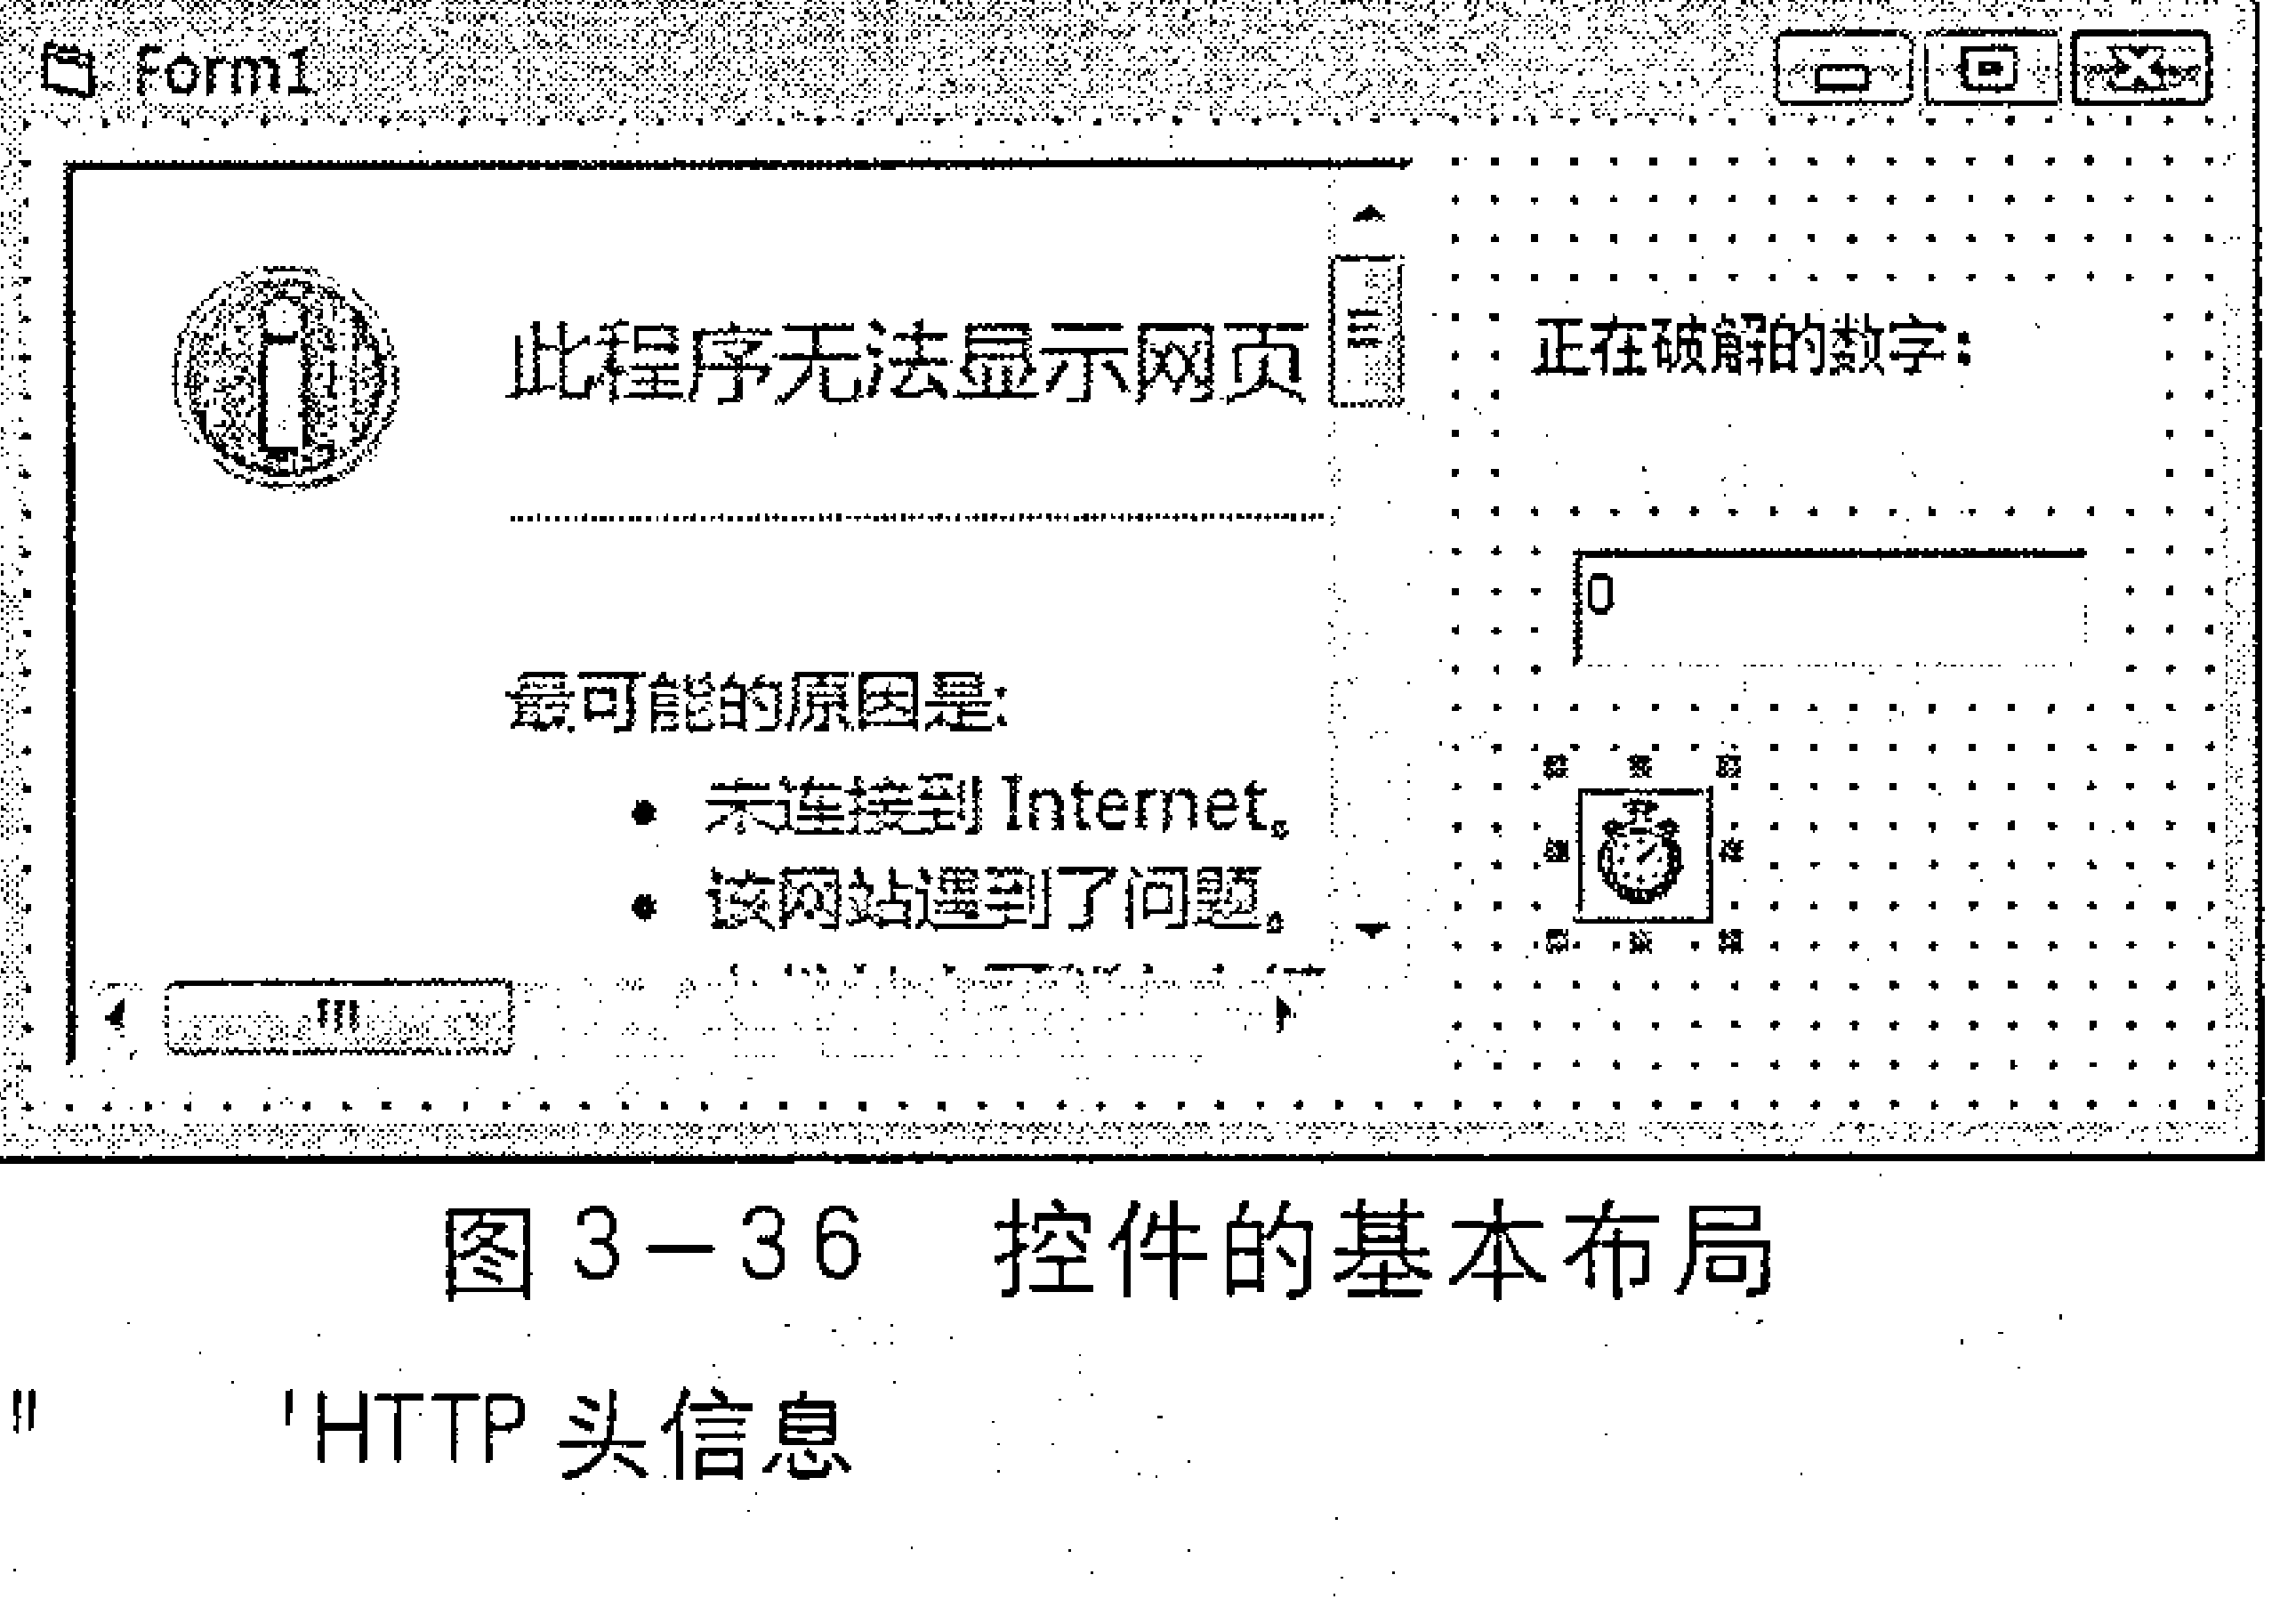 Form1
此程序无法显示网页
正在破解的数字：
0
最可能的原因是:
• 未连接到 Internet。
• 该网站遇到了问题。
图 3－36 控件的基本布局
" 'HTTP 头信息